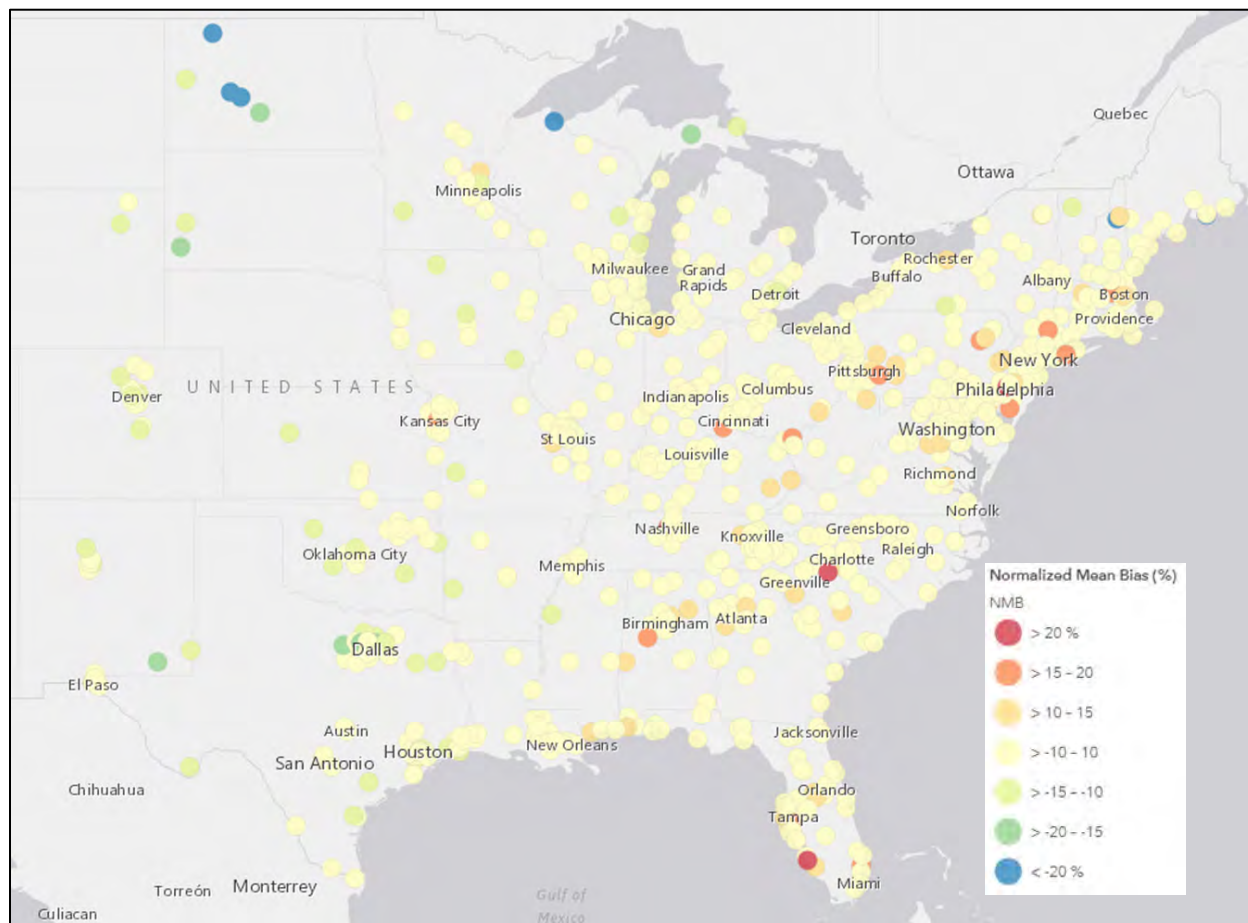 Quebec
Ottawa
Minneapolis
Toronto
Rochester
Buffalo
Milwaukee
Grand
Rapids
Detroit
Albany
Boston
Providence
Chicago
Cleveland
New York
Pittsburgh
UNITED STATES
Denver
Indianapolis
Columbus
Philadelphia
Kansas City
Cincinnati
St Louis
Washington
Louisville
Richmond
Norfolk
Nashville
Knoxville
Greensboro
Oklahoma City
Memphis
Charlotte
Raleigh
Greenville
Birmingham
Atlanta
Dallas
El Paso
Austin
Houston
New Orleans
Jacksonville
San Antonio
Chihuahua
Orlando
Tampa
Torreón
Monterrey
Miami
Culiacan
Gulf of
Mexico
Normalized Mean Bias (%)
NMB
> 20 %
> 15 - 20
> 10 - 15
> -10 - 10
> -15 - -10
> -20 - -15
< -20 %